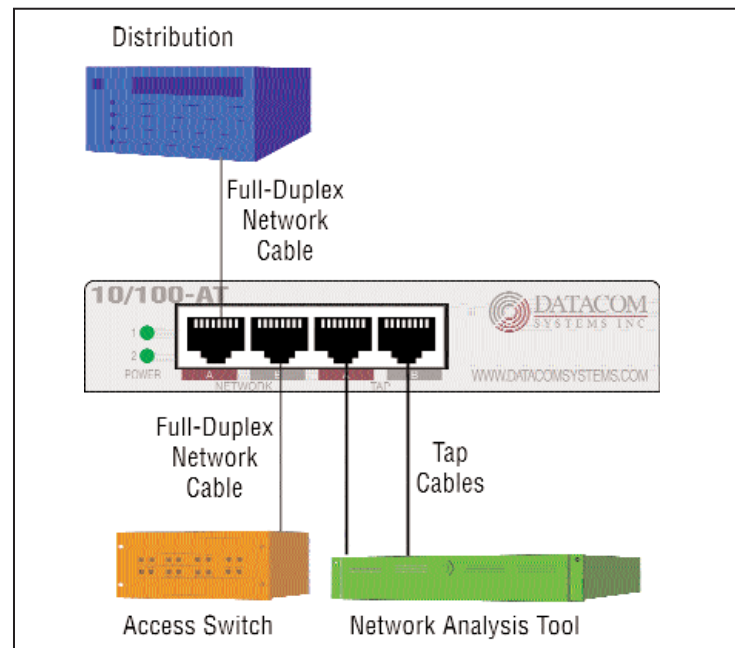 Distribution
Full-Duplex
Network
Cable
10/100-AT
DATACOM
SYSTEMS INC
1
2
POWER
A
B
A
B
NETWORK
TAP
WWW.DATACOMSYSTEMS.COM
Full-Duplex
Network
Cable
Tap
Cables
Access Switch
Network Analysis Tool